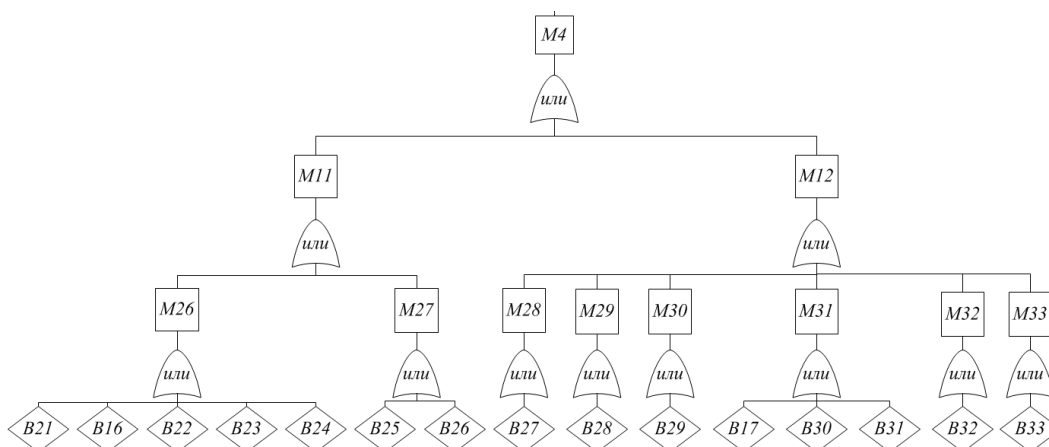 M4
или
M11 M12
или или
M26 M27 M28 M29 M30 M31 M32 M33
или или или или или или или или
B21 B16 B22 B23 B24 B25 B26 B27 B28 B29 B17 B30 B31 B32 B33